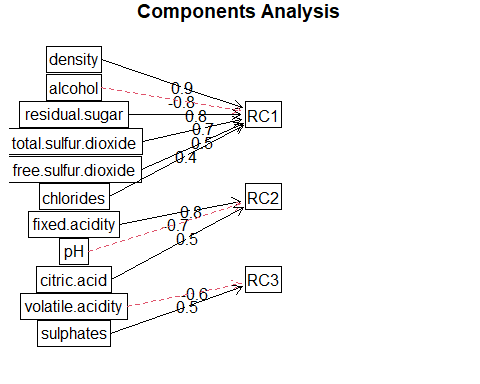 Components Analysis
density
alcohol
residual.sugar
total.sulfur.dioxide
free.sulfur.dioxide
chlorides
fixed.acidity
pH
citric.acid
volatile.acidity
sulphates
0.9
-0.8
0.8
0.7
0.5
0.4
0.8
-0.7
0.5
-0.6
0.5
RC1
RC2
RC3